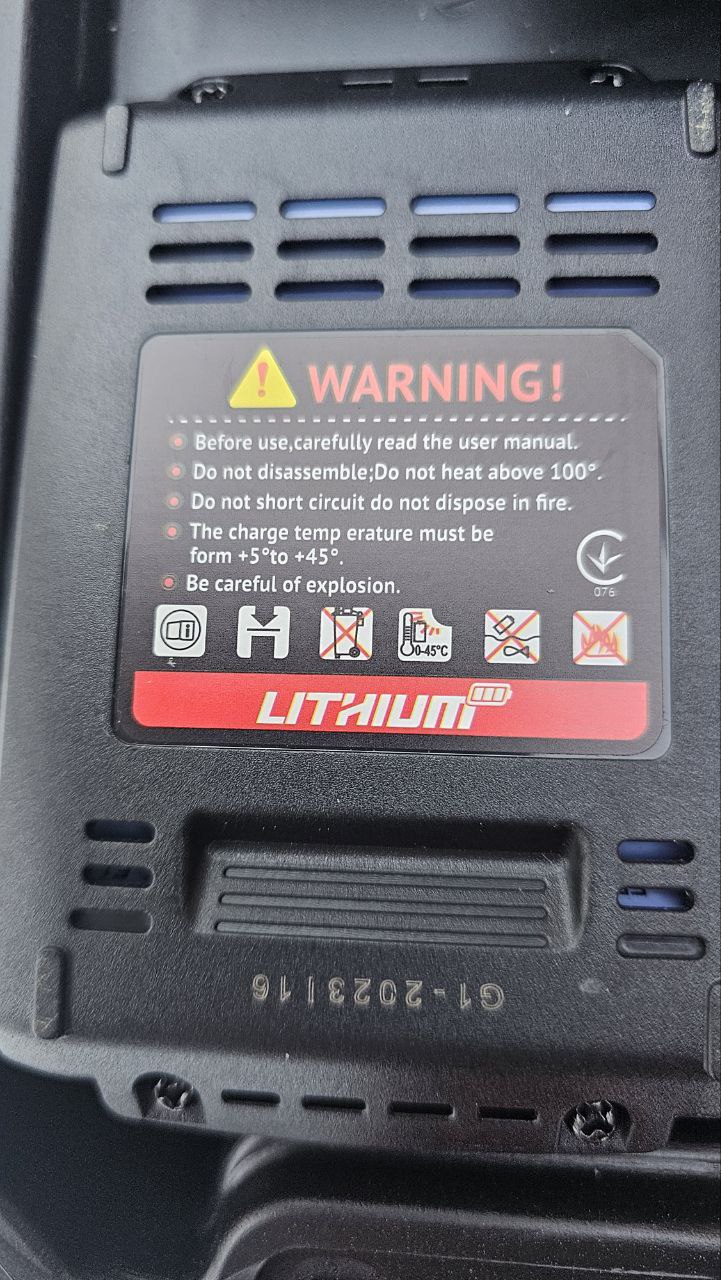 WARNING!
Before use,carefully read the user manual.
Do not disassemble;Do not heat above 100°.
Do not short circuit do not dispose in fire.
The charge temp erature must be
form +5°to +45°.
Be careful of explosion.
076
0-45°C
LITHIUM
G1-2023116